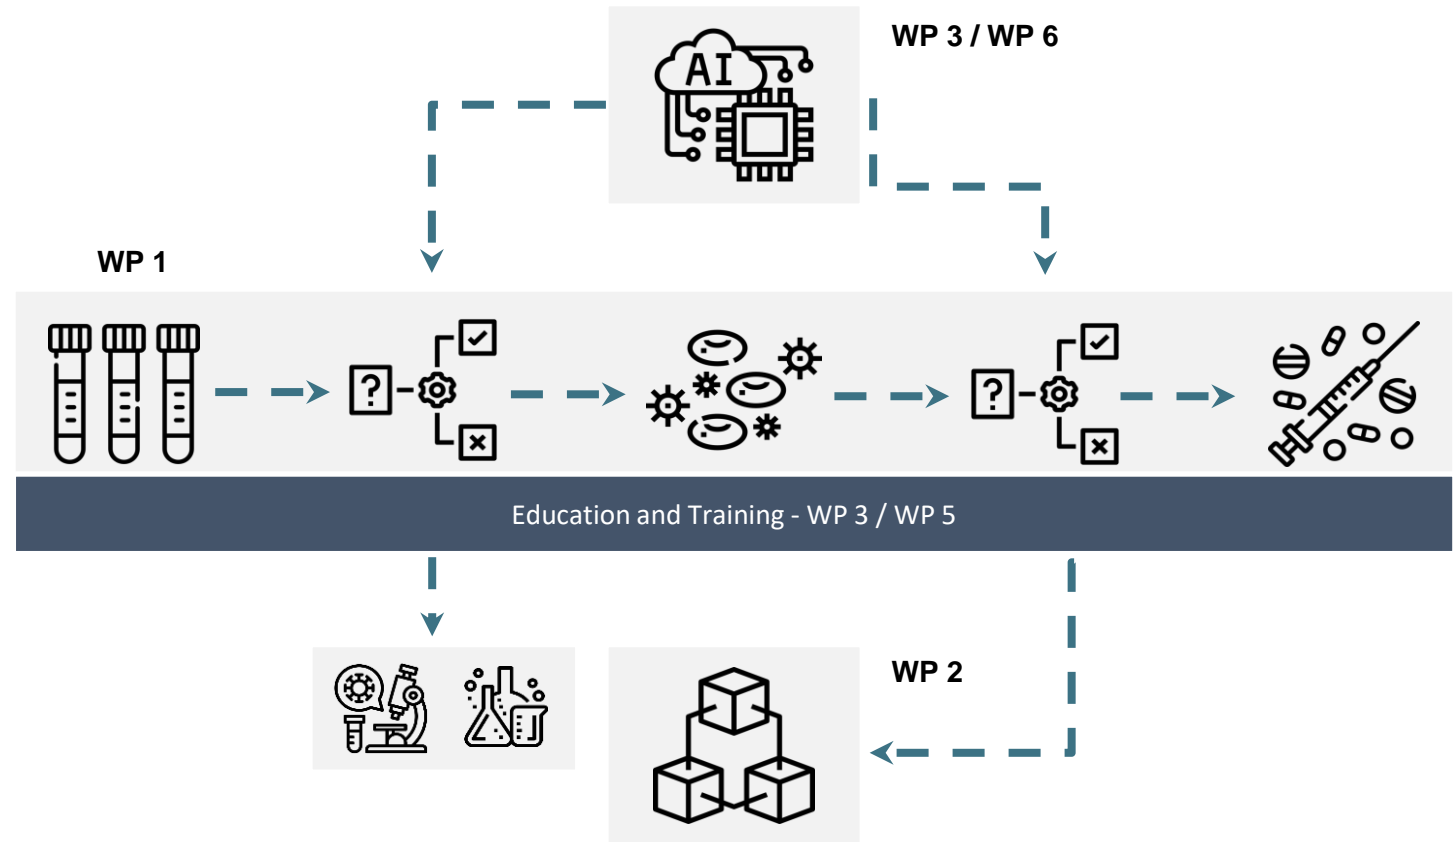 WP 3 / WP 6
AI
WP 1
?
?
Education and Training - WP 3 / WP 5
WP 2